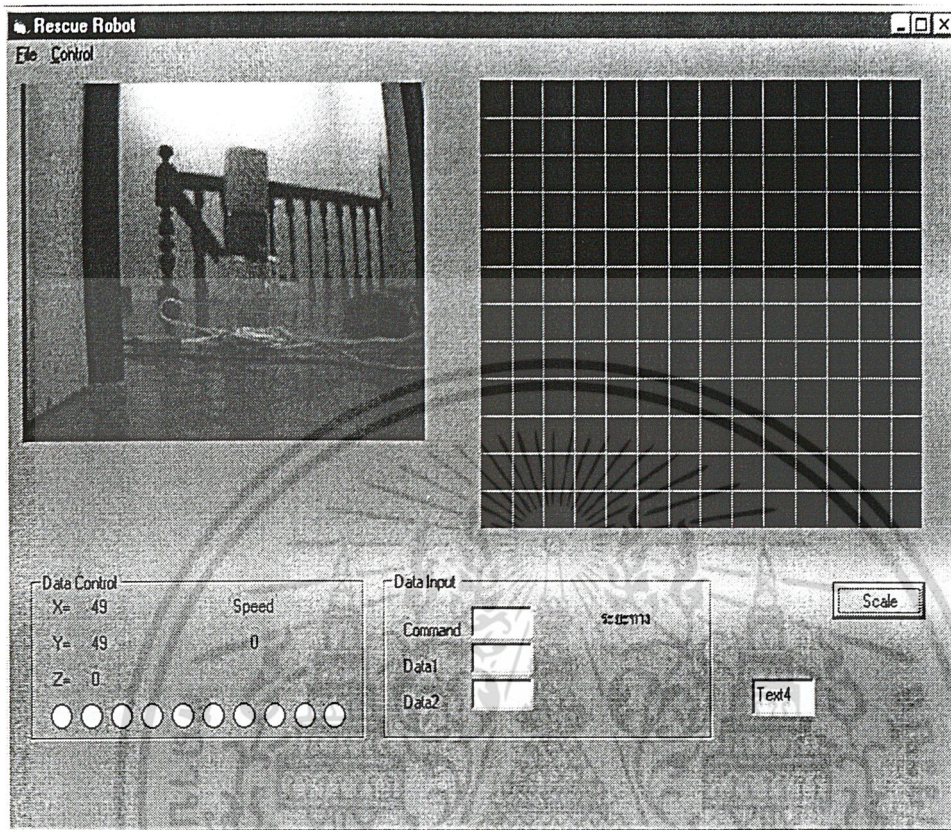 Rescue Robot
File Control
Data Control
X= 49
Speed
Y= 49
0
Z= 0
Data Input
Command
ระยะทาง
Data1
Data2
Scale
Text4